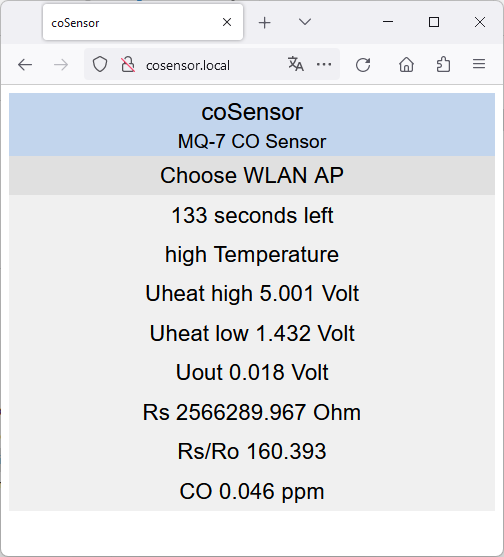 coSensor
cosensor.local
coSensor
MQ-7 CO Sensor
Choose WLAN AP
133 seconds left
high Temperature
Uheat high 5.001 Volt
Uheat low 1.432 Volt
Uout 0.018 Volt
Rs 2566289.967 Ohm
Rs/Ro 160.393
CO 0.046 ppm